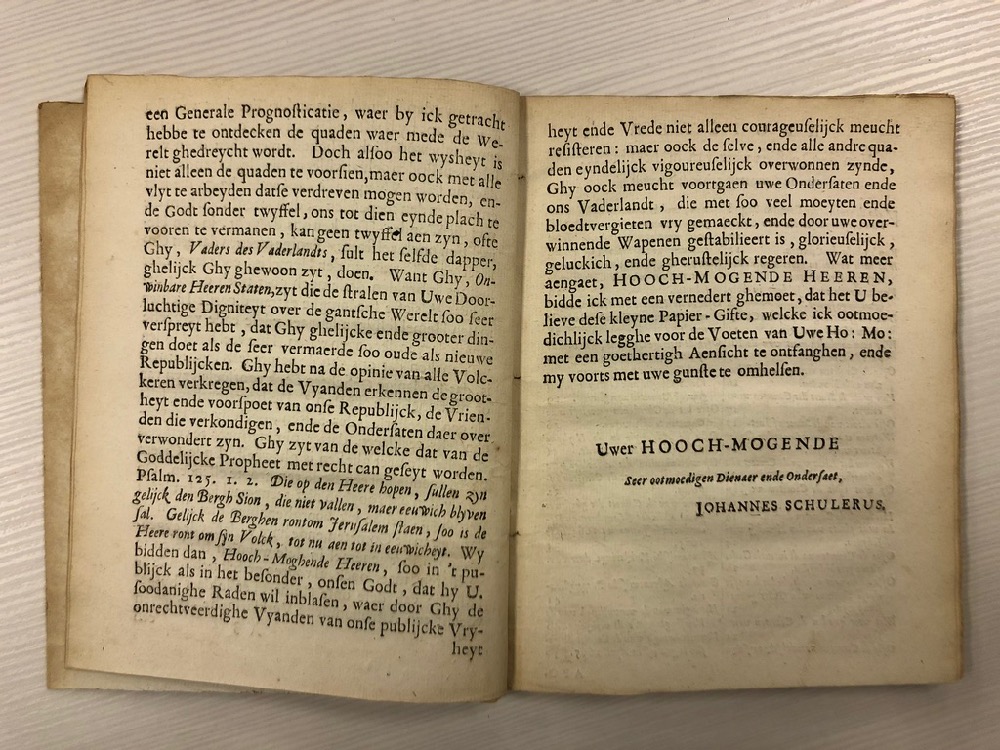 een Generale Prognoſticatie, waer by ick getracht
hebbe te ontdecken de quaden waer mede de We-
relt ghedreycht wordt. Doch alſoo het wysheyt is
niet alleen de quaden te voorſien, maer oock met alle
vlyt te arbeyden datſe verdreven mogen worden, en-
de Godt ſonder twyffel, ons tot dien eynde plach te
vooren te vermanen, kan geen twyffel aen zyn, ofte
Ghy, Vaders des Vaderlandts, ſult het ſelfde dapper,
ghelijck Ghy ghewoon zyt, doen. Want Ghy, On-
winbare Heeren Staten, zyt die de ſtralen van Uwe Door-
luchtige Digniteyt over de gantſche Werelt ſoo ſeer
verſpreyt hebt, dat Ghy ghelijcke ende grooter din-
gen doet als de ſeer vermaerde ſoo oude als nieuwe
Republijcken. Ghy hebt na de opinie van alle Volc-
keren verkregen, dat de Vyanden erkennen de groot-
heyt ende voorſpoet van onſe Republijck, de Vrien-
den die verkondigen, ende de Onderſaten daer over
verwondert zyn. Ghy zyt van de welcke dat van de
Goddelijcke Propheet met recht can geſeyt worden.
Pſalm. 125. 1. 2. Die op den Heere hopen, ſullen zyn
gelijck den Bergh Sion, die niet vallen, maer eeuwich blyven
ſal. Gelijck de Berghen rontom Jeruſalem ſtaen, ſoo is de
Heere ront om ſijn Volck, tot nu aen tot in eeuwicheyt. Wy
bidden dan, Hooch-Moghende Heeren, ſoo in 't pu-
blijck als in het beſonder, onſen Godt, dat hy U.
ſoodanighe Raden wil inblaſen, waer door Ghy de
onrechtveerdighe Vyanden van onſe publijcke Vry-
heyt
heyt ende Vrede niet alleen courageuſelijck meucht
reſiſteren: maer oock de ſelve, ende alle andre qua-
den eyndelijck vigoureuſelijck overwonnen zynde,
Ghy oock meucht voortgaen uwe Onderſaten ende
ons Vaderlandt, die met ſoo veel moeyten ende
bloedtvergieten vry gemaeckt, ende door uwe over-
winnende Wapenen geſtabilieert is, glorieuſelijck,
geluckich, ende gheruſtelijck regeren. Wat meer
aengaet, HOOCH-MOGENDE HEEREN,
bidde ick met een vernedert ghemoet, dat het U be-
lieve deſe kleyne Papier-Gifte, welcke ick ootmoe-
dichlijck legghe voor de Voeten van Uwe Ho: Mo:
met een goethertigh Aenſicht te ontfanghen, ende
my voorts met uwe gunſte te omhelſen.
Uwer HOOCH-MOGENDE
Seer ootmoedigen Dienaer ende Onderſaet,
JOHANNES SCHULERUS.